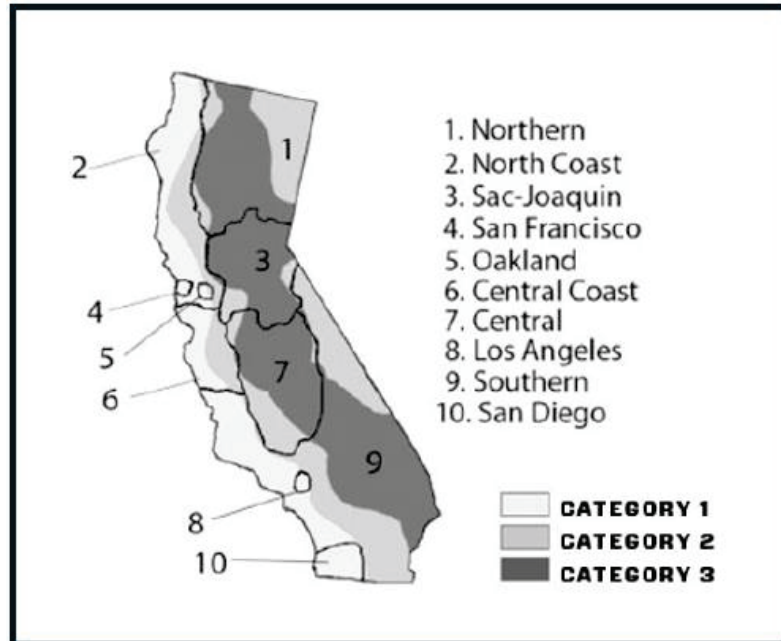 1
2
3
4
5
6
7
8
9
10
1. Northern
2. North Coast
3. Sac-Joaquin
4. San Francisco
5. Oakland
6. Central Coast
7. Central
8. Los Angeles
9. Southern
10. San Diego
CATEGORY 1
CATEGORY 2
CATEGORY 3